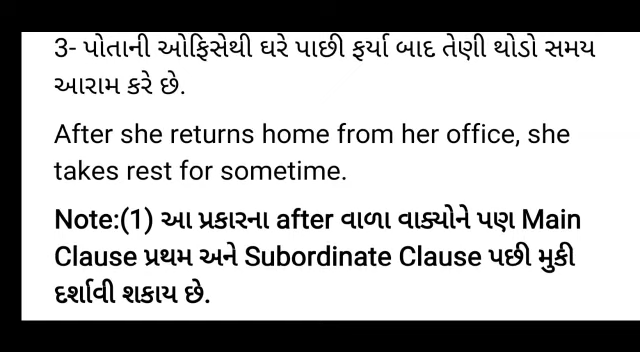 3- પોતાની ઓફિસેથી ઘરે પાછી ફર્યા બાદ તેણી થોડો સમય
આરામ કરે છે.
After she returns home from her office, she
takes rest for sometime.
Note:(1) આ પ્રકારના after વાળા વાક્યોને પણ Main
Clause પ્રથમ અને Subordinate Clause પછી મુકી
દર્શાવી શકાય છે.